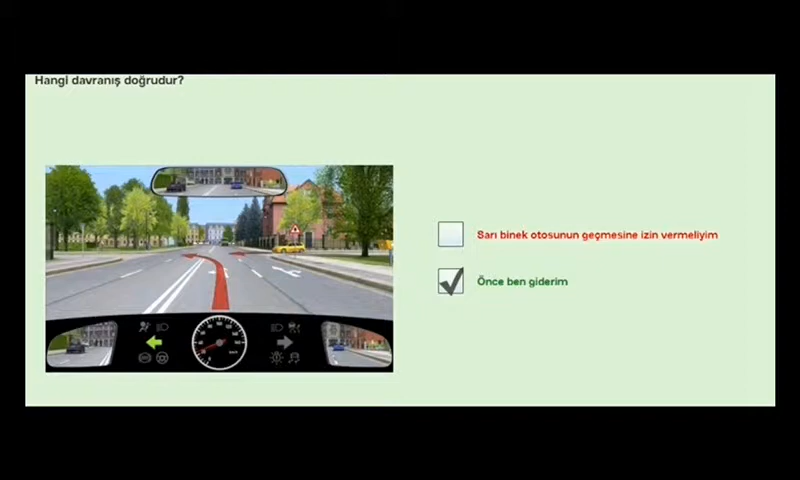 Hangi davranış doğrudur?
Sarı binek otosunun geçmesine izin vermeliyim
Önce ben giderim